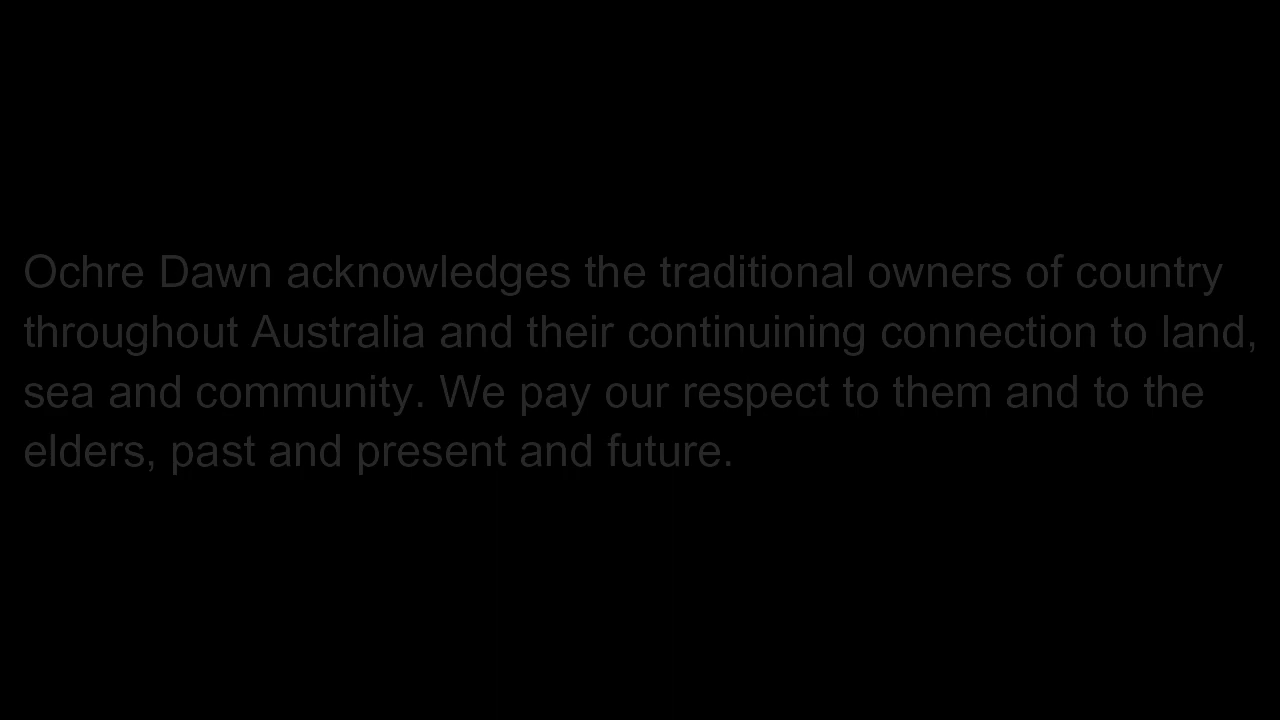 Ochre Dawn acknowledges the traditional owners of country
throughout Australia and their continuining connection to land,
sea and community. We pay our respect to them and to the
elders, past and present and future.